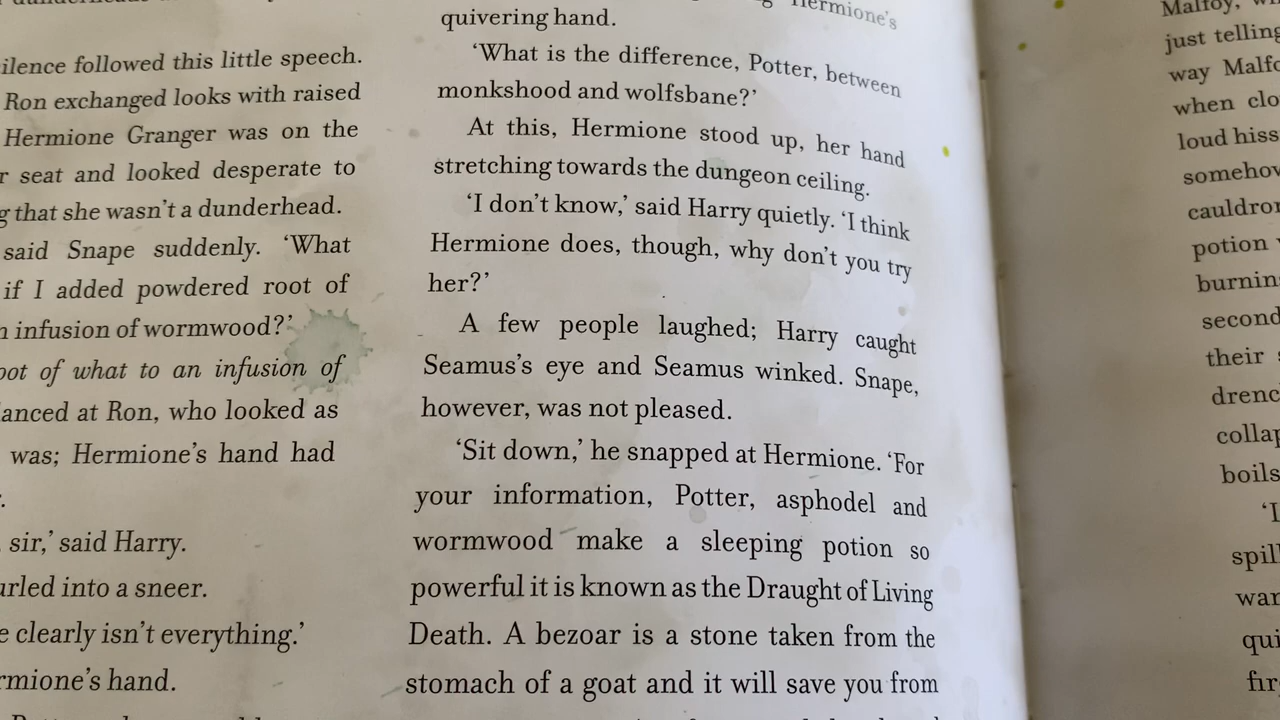 ilence followed this little speech.
Ron exchanged looks with raised
Hermione Granger was on the
seat and looked desperate to
that she wasn't a dunderhead.
said Snape suddenly. 'What
if I added powdered root of
infusion of wormwood?'
oot of what to an infusion of
anced at Ron, who looked as
was; Hermione's hand had
sir,' said Harry.
urled into a sneer.
clearly isn't everything.'
rmione's hand.
Hermione's
quivering hand.
'What is the difference, Potter, between
monkshood and wolfsbane?'
At this, Hermione stood up, her hand
stretching towards the dungeon ceiling.
'I don't know,' said Harry quietly. 'I think
Hermione does, though, why don't you try
her?'
A few people laughed; Harry caught
Seamus's eye and Seamus winked. Snape,
however, was not pleased.
'Sit down,' he snapped at Hermione. 'For
your information, Potter, asphodel and
wormwood make a sleeping potion so
powerful it is known as the Draught of Living
Death. A bezoar is a stone taken from the
stomach of a goat and it will save you from
Malfoy,
just telling
way Malfo
when clo
loud hiss
somehow
cauldron
potion
burning
second
their
drenc
collap
boils
'I
spill
wan
qui
fir